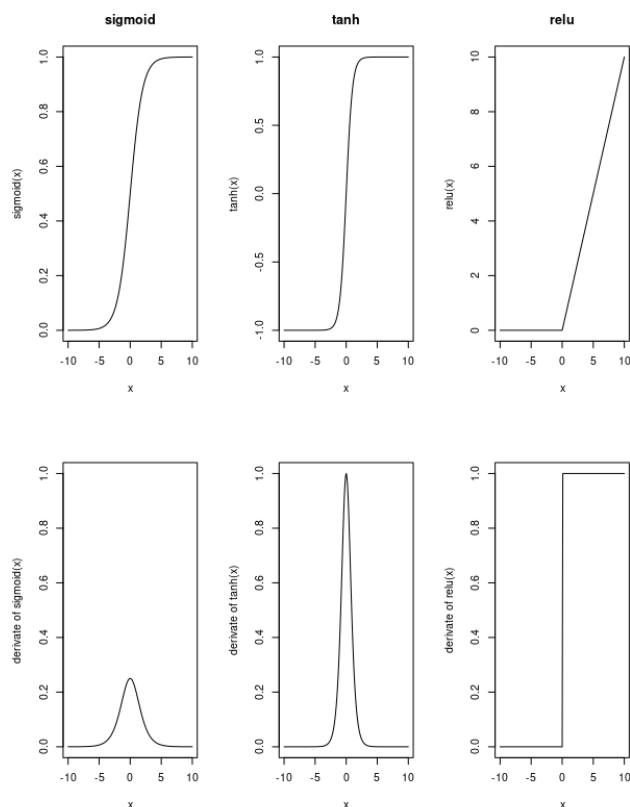 sigmoid
tanh
relu
sigmoid(x)
0.0 0.2 0.4 0.6 0.8 1.0
-10 -5 0 5 10
x
tanh(x)
-1.0 -0.5 0.0 0.5 1.0
-10 -5 0 5 10
x
relu(x)
0 2 4 6 8 10
-10 -5 0 5 10
x
derivate of sigmoid(x)
0.0 0.2 0.4 0.6 0.8 1.0
-10 -5 0 5 10
x
derivate of tanh(x)
0.0 0.2 0.4 0.6 0.8 1.0
-10 -5 0 5 10
x
derivate of relu(x)
0.0 0.2 0.4 0.6 0.8 1.0
-10 -5 0 5 10
x